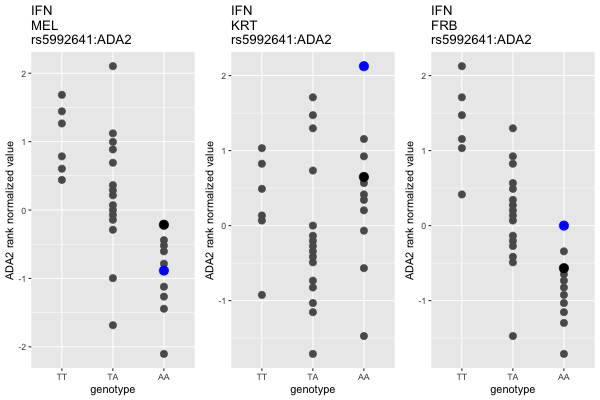 IFN
MEL
rs5992641:ADA2
ADA2 rank normalized value
2
1
0
-1
-2
TT TA AA
genotype
IFN
KRT
rs5992641:ADA2
ADA2 rank normalized value
2
1
0
-1
TT TA AA
genotype
IFN
FRB
rs5992641:ADA2
ADA2 rank normalized value
2
1
0
-1
TT TA AA
genotype